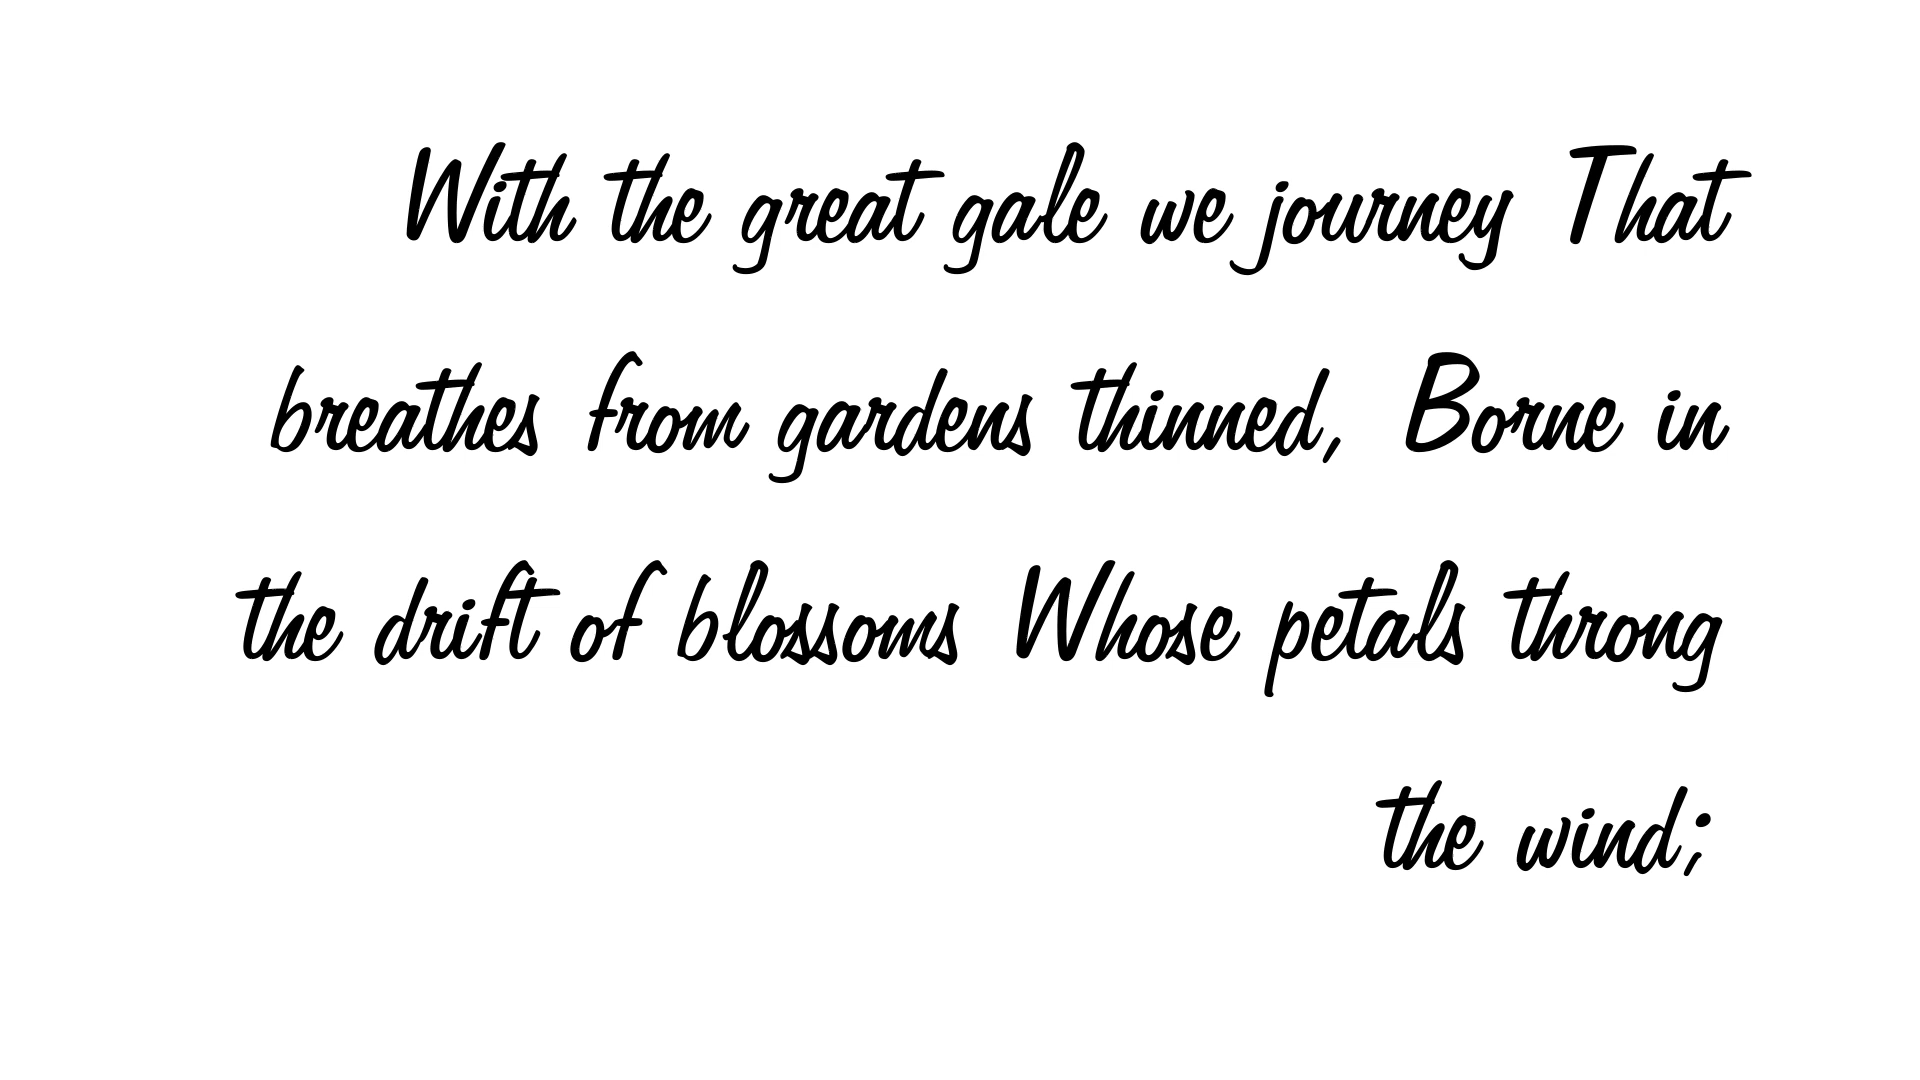 With the great gale we journey That
breathes from gardens thinned, Borne in
the drift of blossoms Whose petals throng
the wind;